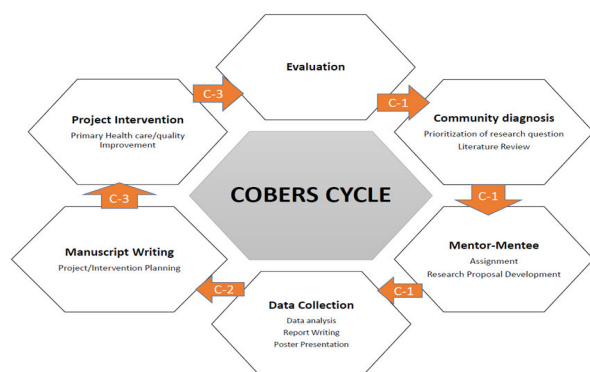 Evaluation
C-3
C-1
Project Intervention
Primary Health care/quality
Improvement
Community diagnosis
Prioritization of research question
Literature Review
COBERS CYCLE
C-3
C-1
Manuscript Writing
Project/Intervention Planning
Mentor-Mentee
Assignment
Research Proposal Development
C-2
C-1
Data Collection
Data analysis
Report Writing
Poster Presentation